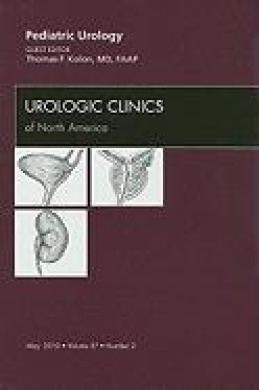 Pediatric Urology
GUEST EDITOR
Thomas F. Kolon, MD, FAAP
UROLOGIC CLINICS
of North America
May 2010 • Volume 37 • Number 2